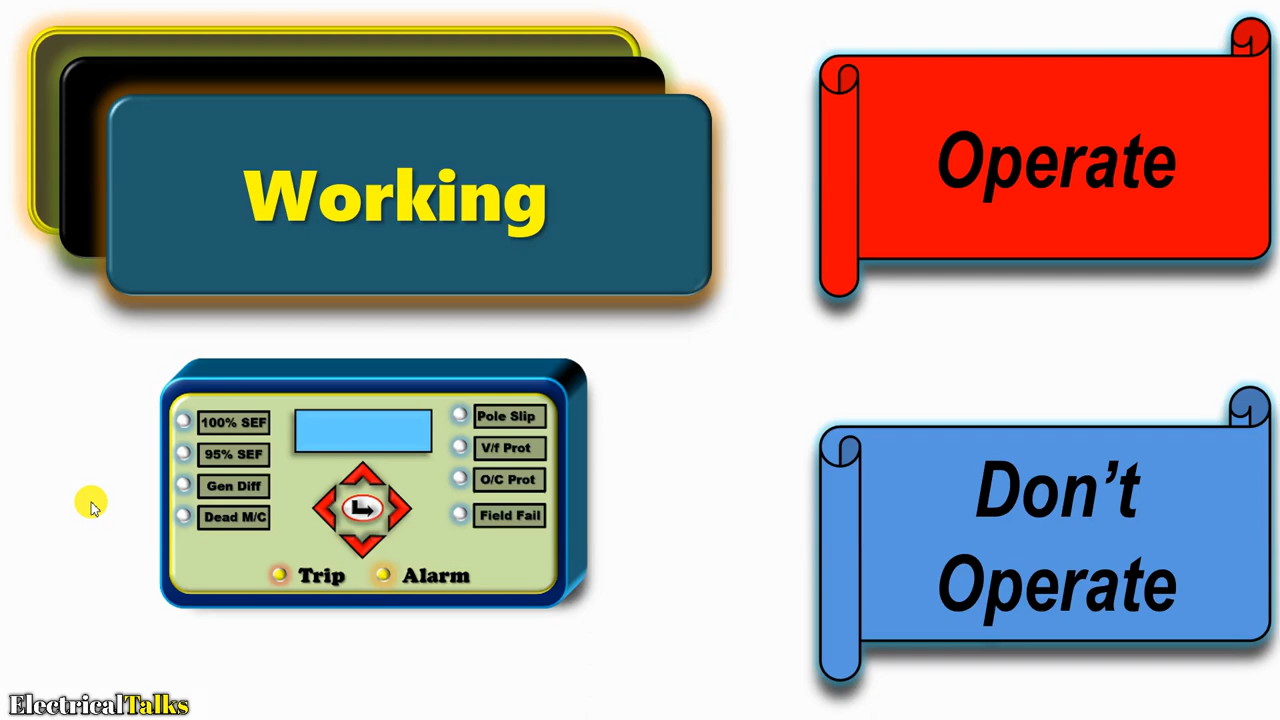 Working
Operate
100% SEF
95% SEF
Gen Diff
Dead M/C
Pole Slip
V/f Prot
O/C Prot
Field Fail
Trip
Alarm
Don't
Operate
ElectricalTalks